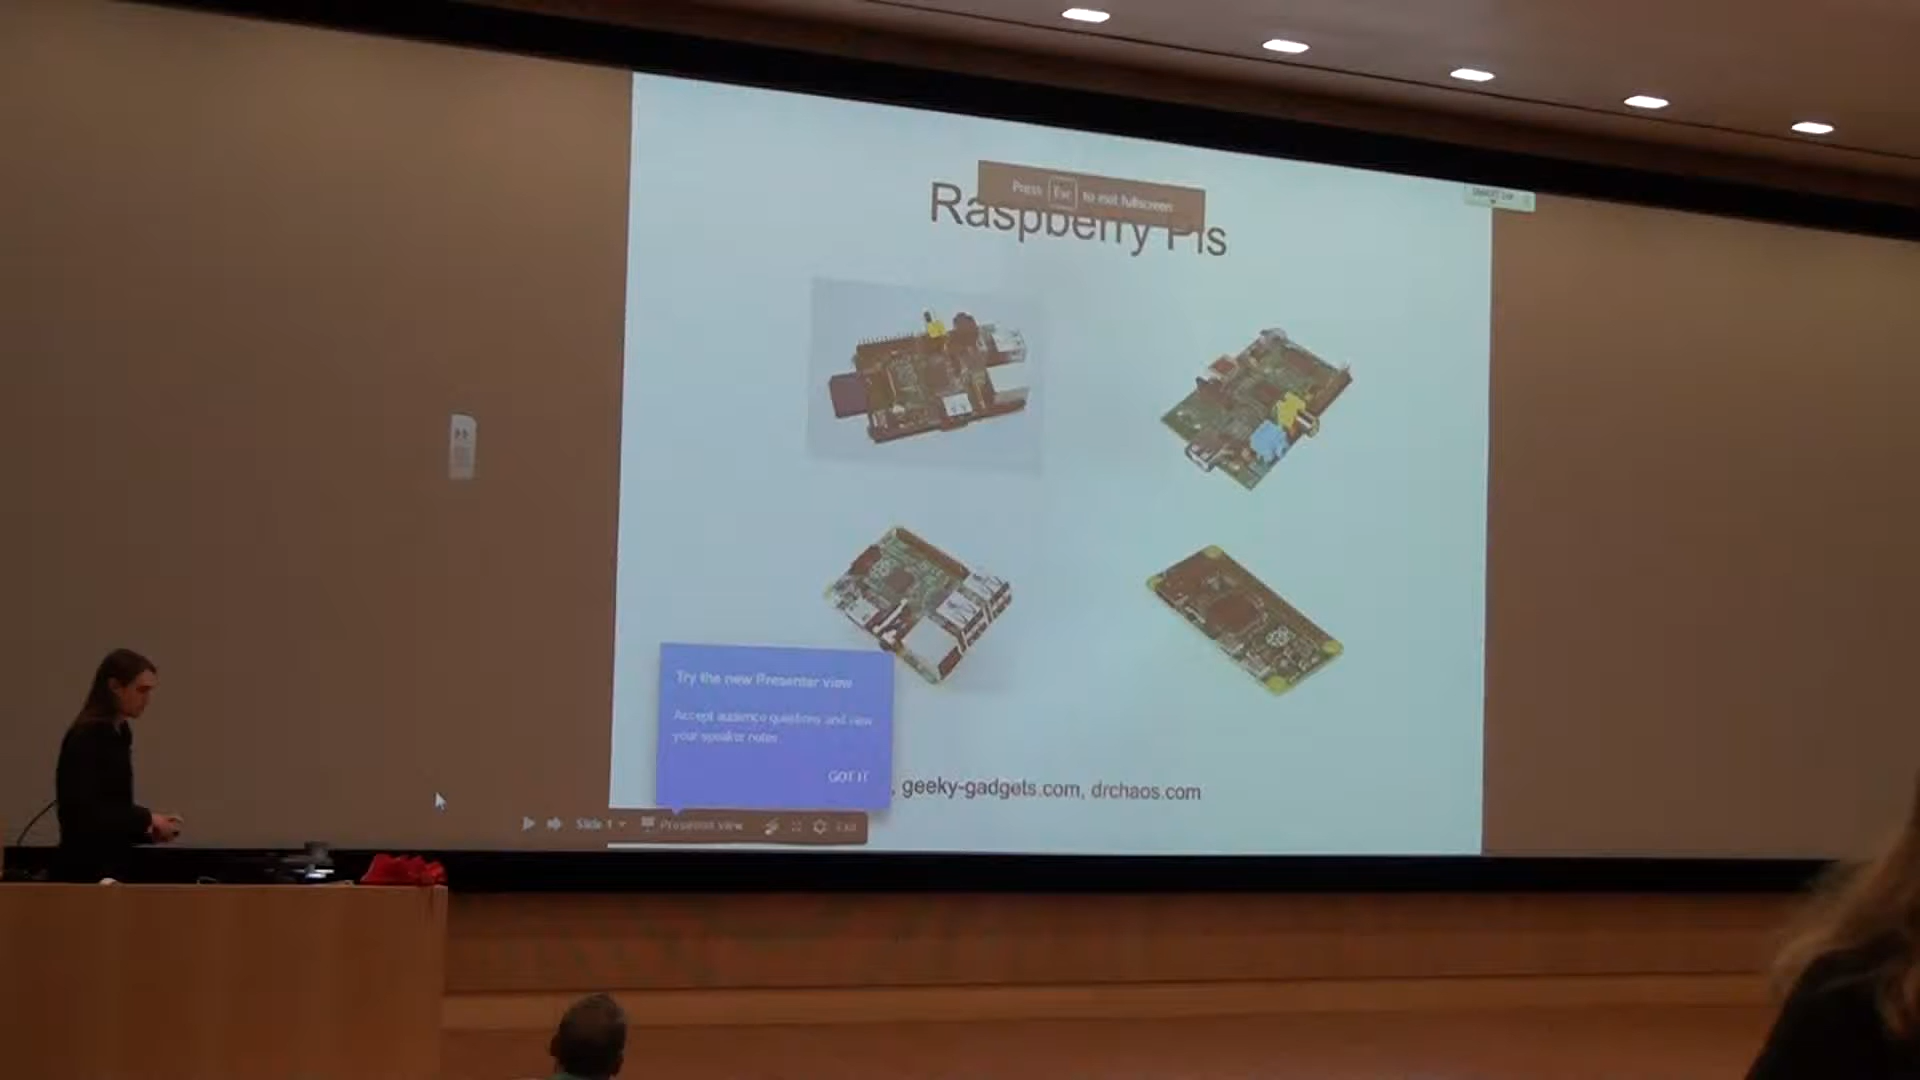 Press Esc to exit fullscreen
Raspberry Pis
Try the new Presenter view
Accept audience questions and view
your speaker notes
GOT IT
, geeky-gadgets.com, drchaos.com
Slide 1
Presenter view
Exit